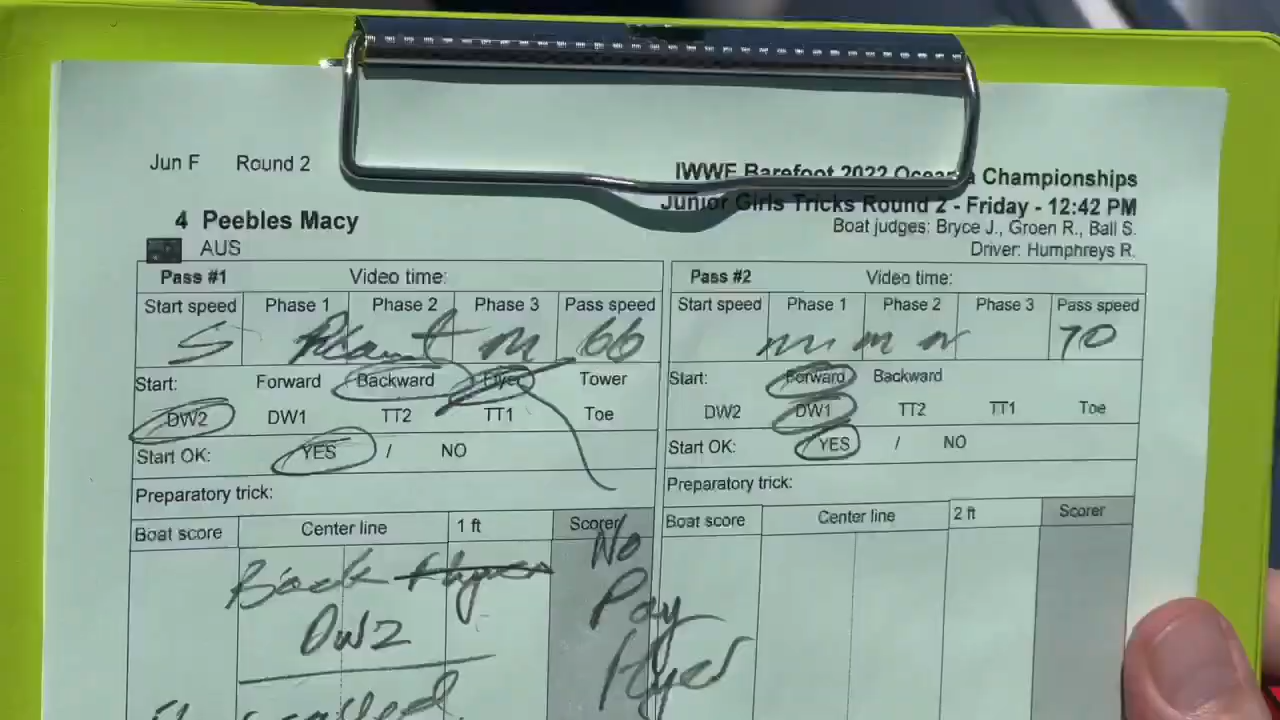 Jun F Round 2
IWWF Barefoot 2022 Oceania Championships
Junior Girls Tricks Round 2 - Friday - 12:42 PM
4 Peebles Macy
Boat judges: Bryce J., Groen R., Ball S.
AUS
Driver: Humphreys R.
Pass #1 Video time:
Start speed Phase 1 Phase 2 Phase 3 Pass speed
S 66
Start: Forward Backward Flyer Tower
DW2 DW1 TT2 TT1 Toe
Start OK: YES / NO
Preparatory trick:
Boat score Center line 1 ft Scorer
Back Flyer
DW2
No
Pay
Flyer
Pass #2 Video time:
Start speed Phase 1 Phase 2 Phase 3 Pass speed
70
Start: Forward Backward
DW2 DW1 TT2 TT1 Toe
Start OK: YES / NO
Preparatory trick:
Boat score Center line 2 ft Scorer